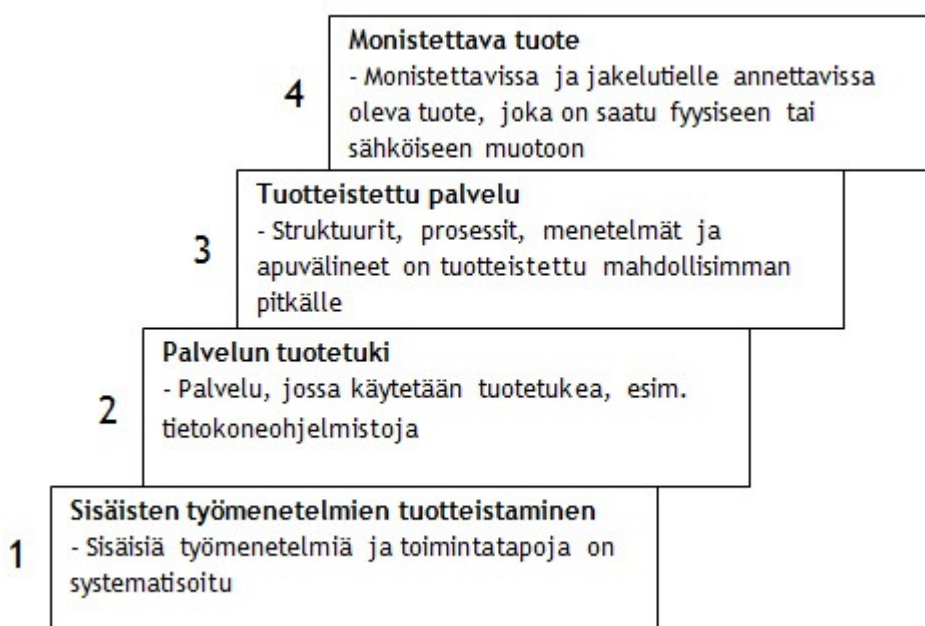 Monistettava tuote
4
- Monistettavissa ja jakelutielle annettavissa
oleva tuote, joka on saatu fyysiseen tai
sähköiseen muotoon
Tuotteistettu palvelu
3
- Struktuurit, prosessit, menetelmät ja
apuvälineet on tuotteistettu mahdollisimman
pitkälle
Palvelun tuotetuki
2
- Palvelu, jossa käytetään tuotetukea, esim.
tietokoneohjelmistoja
Sisäisten työmenetelmien tuotteistaminen
1
- Sisäisiä työmenetelmiä ja toimintatapoja on
systematisoitu